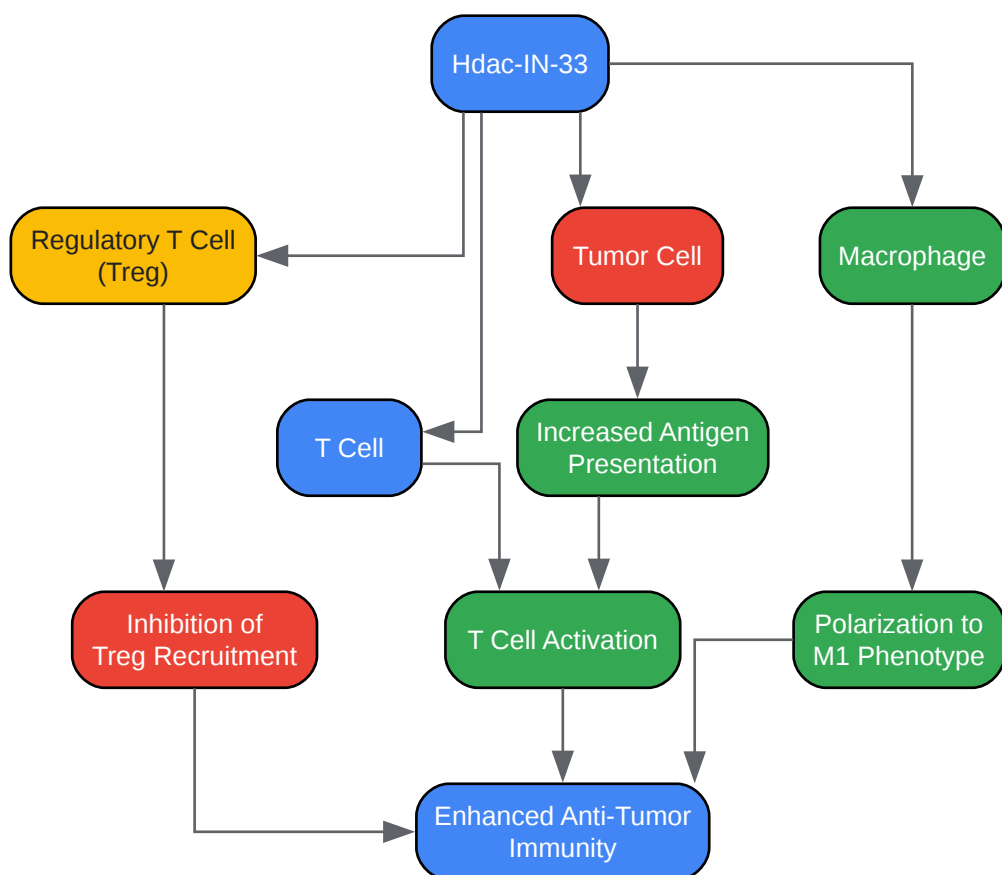 Hdac-IN-33
Regulatory T Cell
(Treg)
Tumor Cell
Macrophage
T Cell
Increased Antigen
Presentation
Inhibition of
Treg Recruitment
T Cell Activation
Polarization to
M1 Phenotype
Enhanced Anti-Tumor
Immunity